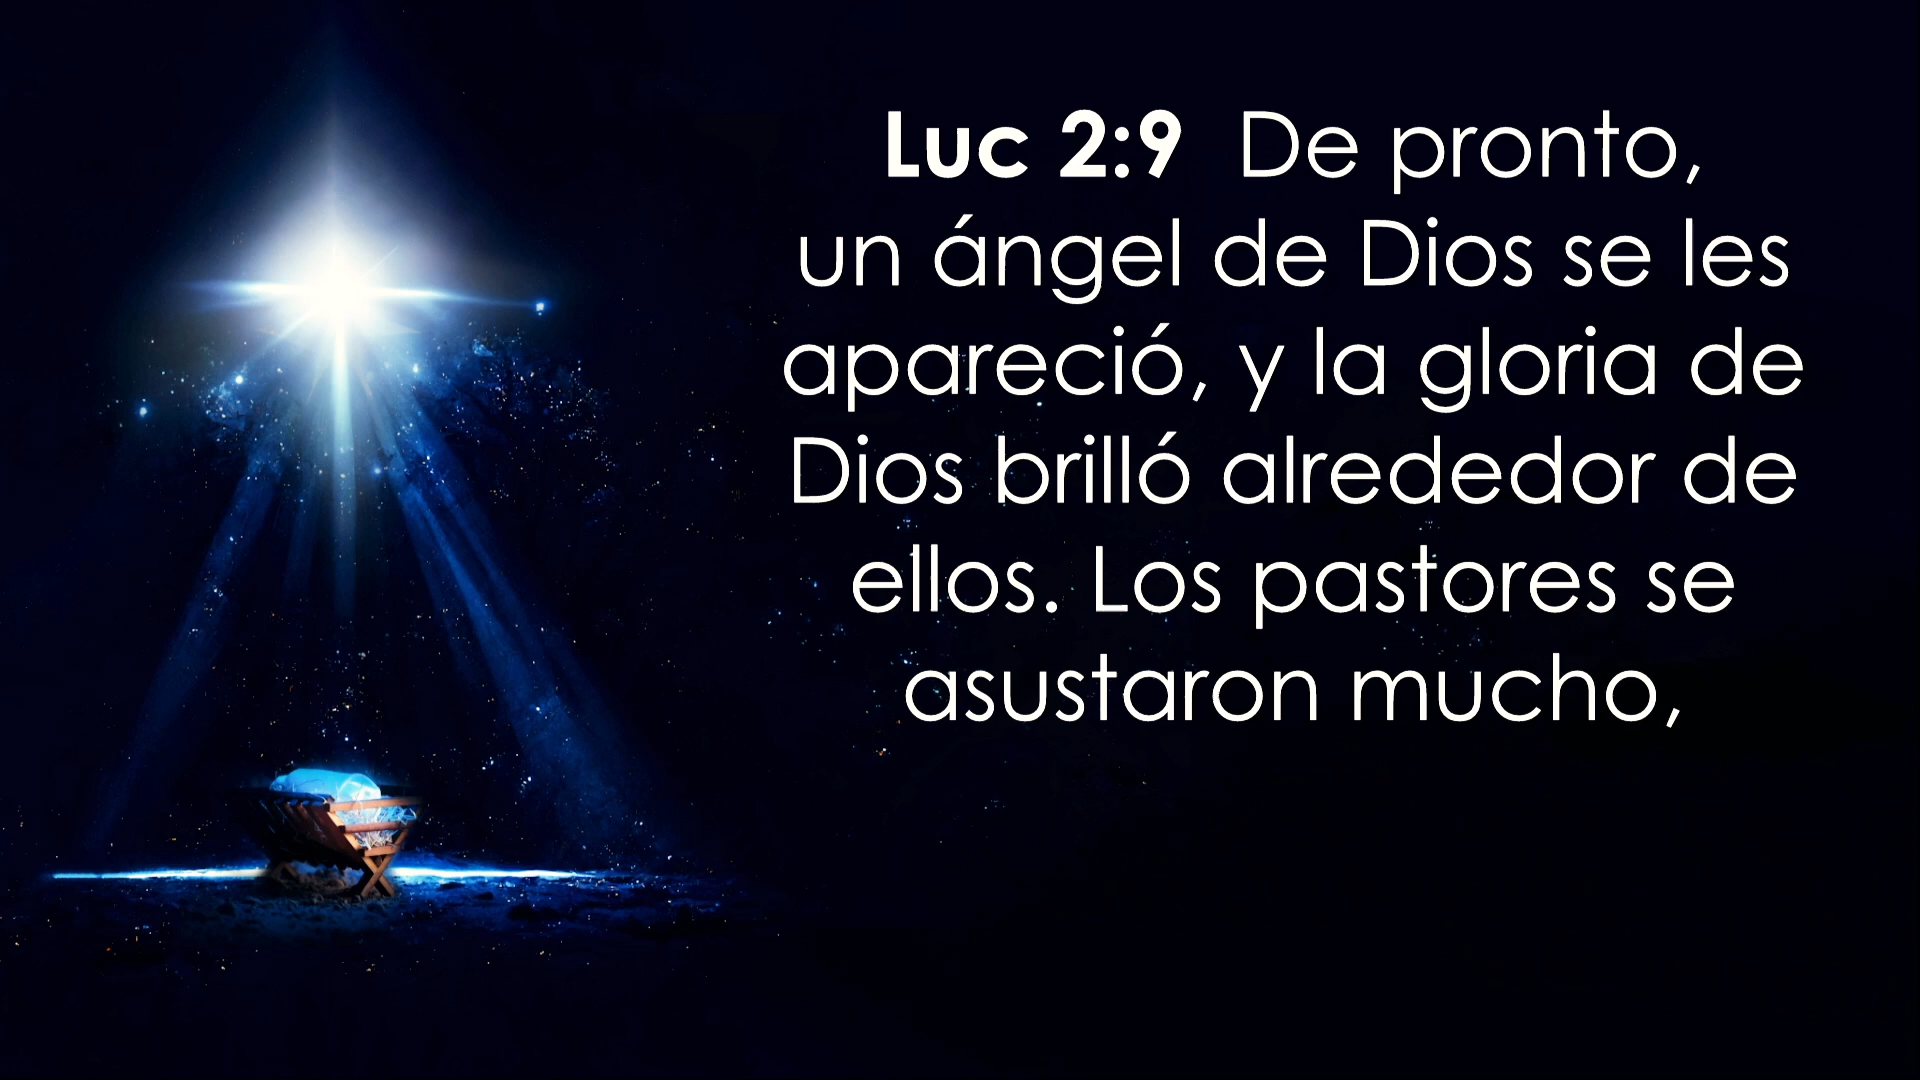 Luc 2:9  De pronto,
un ángel de Dios se les
apareció, y la gloria de
Dios brilló alrededor de
ellos. Los pastores se
asustaron mucho,